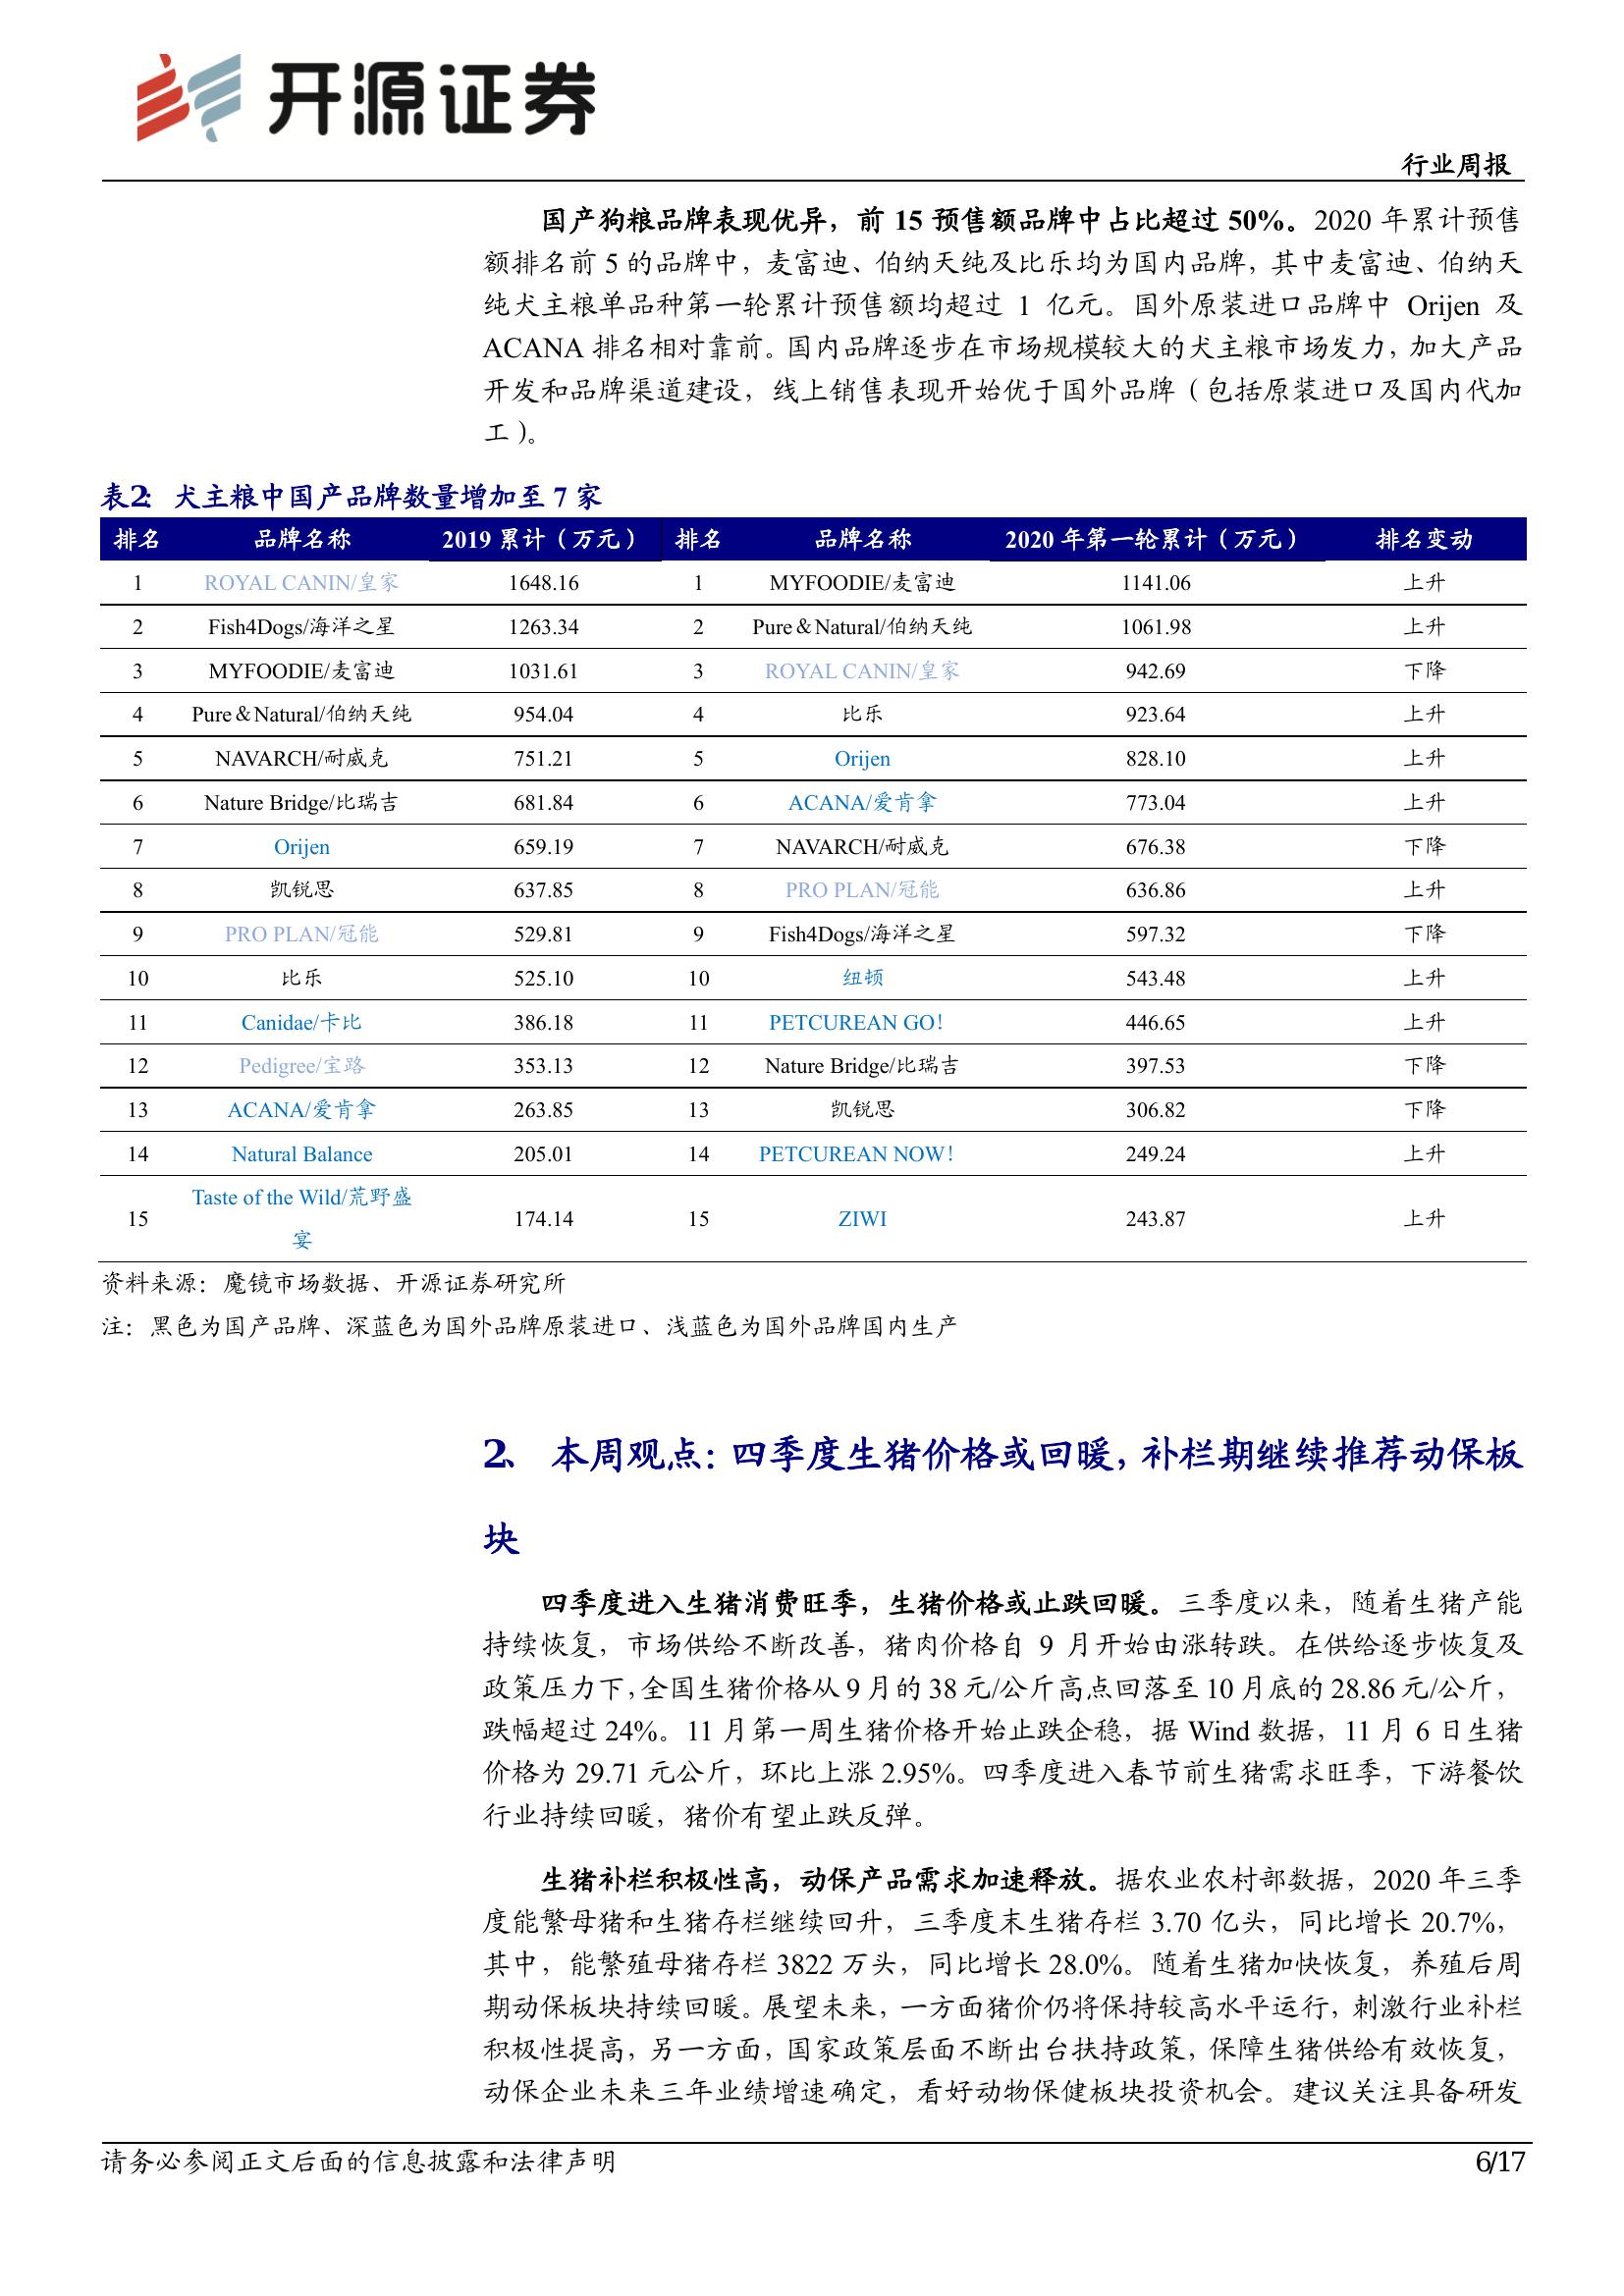 开源证券
行业周报
国产狗粮品牌表现优异，前 15 预售额品牌中占比超过 50%。2020 年累计预售
额排名前 5 的品牌中，麦富迪、伯纳天纯及比乐均为国内品牌，其中麦富迪、伯纳天
纯犬主粮单品种第一轮累计预售额均超过 1 亿元。国外原装进口品牌中 Orijen 及
ACANA 排名相对靠前。国内品牌逐步在市场规模较大的犬主粮市场发力，加大产品
开发和品牌渠道建设，线上销售表现开始优于国外品牌（包括原装进口及国内代加
工）。
表2： 犬主粮中国产品牌数量增加至 7 家
排名 品牌名称 2019 累计（万元） 排名 品牌名称 2020 年第一轮累计（万元） 排名变动
1 ROYAL CANIN/皇家 1648.16 1 MYFOODIE/麦富迪 1141.06 上升
2 Fish4Dogs/海洋之星 1263.34 2 Pure＆Natural/伯纳天纯 1061.98 上升
3 MYFOODIE/麦富迪 1031.61 3 ROYAL CANIN/皇家 942.69 下降
4 Pure＆Natural/伯纳天纯 954.04 4 比乐 923.64 上升
5 NAVARCH/耐威克 751.21 5 Orijen 828.10 上升
6 Nature Bridge/比瑞吉 681.84 6 ACANA/爱肯拿 773.04 上升
7 Orijen 659.19 7 NAVARCH/耐威克 676.38 下降
8 凯锐思 637.85 8 PRO PLAN/冠能 636.86 上升
9 PRO PLAN/冠能 529.81 9 Fish4Dogs/海洋之星 597.32 下降
10 比乐 525.10 10 纽顿 543.48 上升
11 Canidae/卡比 386.18 11 PETCUREAN GO！ 446.65 上升
12 Pedigree/宝路 353.13 12 Nature Bridge/比瑞吉 397.53 下降
13 ACANA/爱肯拿 263.85 13 凯锐思 306.82 下降
14 Natural Balance 205.01 14 PETCUREAN NOW！ 249.24 上升
15 Taste of the Wild/荒野盛
宴 174.14 15 ZIWI 243.87 上升
资料来源：魔镜市场数据、开源证券研究所
注：黑色为国产品牌、深蓝色为国外品牌原装进口、浅蓝色为国外品牌国内生产
2、 本周观点：四季度生猪价格或回暖，补栏期继续推荐动保板
块
四季度进入生猪消费旺季，生猪价格或止跌回暖。三季度以来，随着生猪产能
持续恢复，市场供给不断改善，猪肉价格自 9 月开始由涨转跌。在供给逐步恢复及
政策压力下，全国生猪价格从 9 月的 38 元/公斤高点回落至 10 月底的 28.86 元/公斤，
跌幅超过 24%。11 月第一周生猪价格开始止跌企稳，据 Wind 数据，11 月 6 日生猪
价格为 29.71 元公斤，环比上涨 2.95%。四季度进入春节前生猪需求旺季，下游餐饮
行业持续回暖，猪价有望止跌反弹。
生猪补栏积极性高，动保产品需求加速释放。据农业农村部数据，2020 年三季
度能繁母猪和生猪存栏继续回升，三季度末生猪存栏 3.70 亿头，同比增长 20.7%，
其中，能繁殖母猪存栏 3822 万头，同比增长 28.0%。随着生猪加快恢复，养殖后周
期动保板块持续回暖。展望未来，一方面猪价仍将保持较高水平运行，刺激行业补栏
积极性提高，另一方面，国家政策层面不断出台扶持政策，保障生猪供给有效恢复，
动保企业未来三年业绩增速确定，看好动物保健板块投资机会。建议关注具备研发
请务必参阅正文后面的信息披露和法律声明
6/17